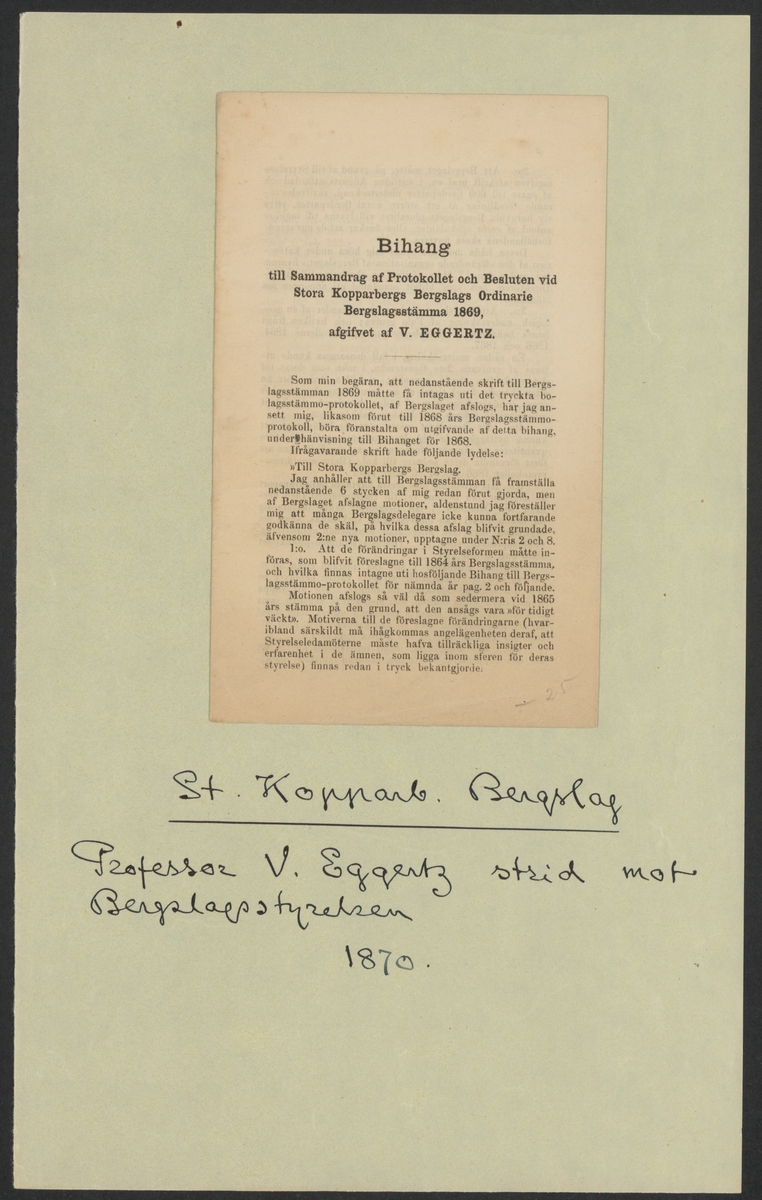 Bihang
till Sammandrag af Protokollet och Besluten vid
Stora Kopparbergs Bergslags Ordinarie
Bergslagsstämma 1869,
afgifvet af V. EGGERTZ.
Som min begäran, att nedanstående skrift till Bergs-
lagsstämman 1869 måtte få intagas uti det tryckta bo-
lagsstämmo-protokollet, af Bergslaget afslogs, har jag an-
sett mig, likasom förut till 1868 års Bergslagsstämmo-
protokoll, böra föranstalta om utgifvande af detta bihang,
under hänvisning till Bihanget för 1868.
Ifrågavarande skrift hade följande lydelse:
»Till Stora Kopparbergs Bergslag.
Jag anhåller att till Bergslagsstämman få framställa
nedanstående 6 stycken af mig redan förut gjorda, men
af Bergslaget afslagne motioner, aldenstund jag föreställer
mig att många Bergslagsdelegare icke kunna fortfarande
godkänna de skäl, på hvilka dessa afslag blifvit grundade,
äfvensom 2:ne nya motioner, upptagne under N:ris 2 och 8.
1:o. Att de förändringar i Styrelseformen måtte in-
föras, som blifvit föreslagne till 1864 års Bergslagsstämma,
och hvilka finnas intagne uti hosföljande Bihang till Bergs-
lagsstämmo-protokollet för nämnda år pag. 2 och följande.
Motionen afslogs så väl då som sedermera vid 1865
års stämma på den grund, att den ansågs vara »för tidigt
väckt». Motiverna till de föreslagne förändringarne (hvar-
ibland särskildt må ihågkommas angelägenheten deraf, att
Styrelseledamöterne måste hafva tillräckliga insigter och
erfarenhet i de ämnen, som ligga inom sferen för deras
styrelse) finnas redan i tryck bekantgjorde.
25
St. Kopparb. Bergslag
Professor V. Eggertz strid mot
Bergslagsstyrelsen
1870.